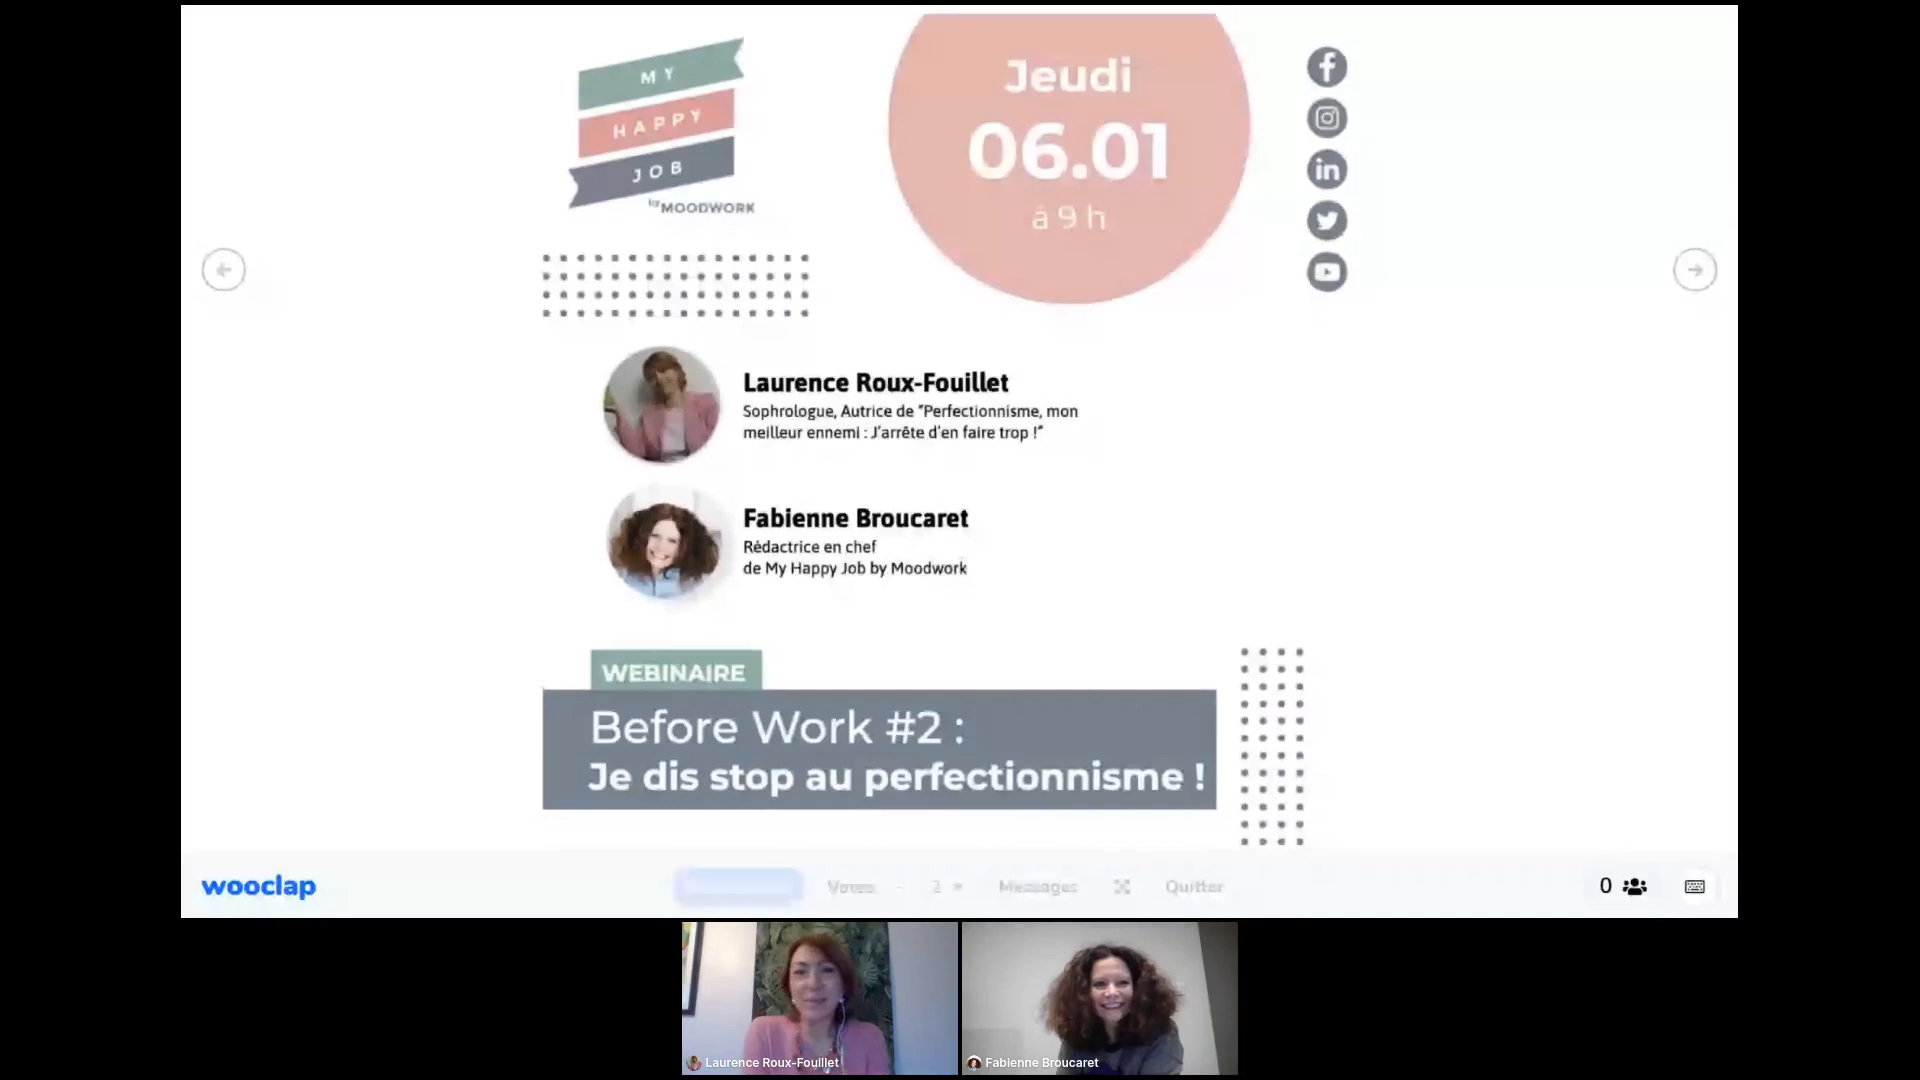 MY
HAPPY
JOB
by MOODWORK
Jeudi
06.01
à 9 h
Laurence Roux-Fouillet
Sophrologue, Autrice de "Perfectionnisme, mon
meilleur ennemi : J'arrête d'en faire trop !"
Fabienne Broucaret
Rédactrice en chef
de My Happy Job by Moodwork
WEBINAIRE
Before Work #2 :
Je dis stop au perfectionnisme !
wooclap
Votes - 2 Messages Quitter
0
Laurence Roux-Fouillet
Fabienne Broucaret